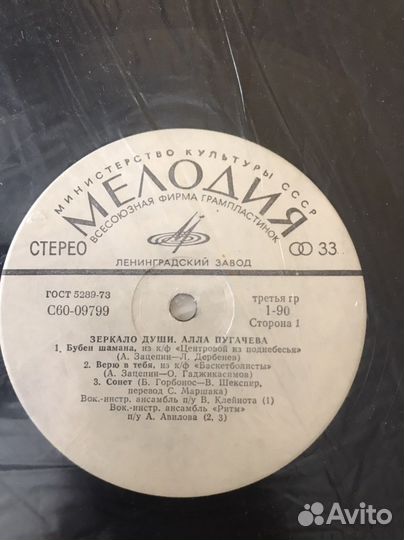 МИНИСТЕРСТВО КУЛЬТУРЫ СССР
МЕЛОДИЯ
ВСЕСОЮЗНАЯ ФИРМА ГРАМПЛАСТИНОК
СТЕРЕО
33
ЛЕНИНГРАДСКИЙ ЗАВОД
ГОСТ 5289-73
третья гр
С60-09799
1-90
Сторона 1
ЗЕРКАЛО ДУШИ. АЛЛА ПУГАЧЕВА
1. Бубен шамана, из к/ф «Центровой из поднебесья»
(А. Зацепин—Л. Дербенев)
2. Верю в тебя, из к/ф «Баскетболисты»
(А. Зацепин—О. Гаджикасимов)
3. Сонет (Б. Горбонос—В. Шекспир,
перевод С. Маршака)
Вок.-инстр. ансамбль п/у В. Клейнота (1)
Вок.-инстр. ансамбль «Ритм»
п/у А. Авилова (2, 3)
Avito